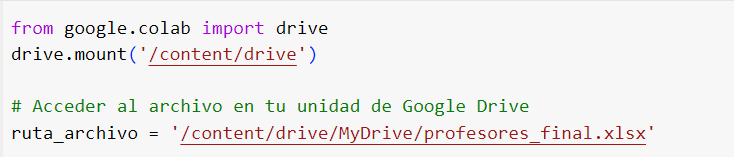 from google.colab import drive
drive.mount('/content/drive')
# Acceder al archivo en tu unidad de Google Drive
ruta_archivo = '/content/drive/MyDrive/profesores_final.xlsx'